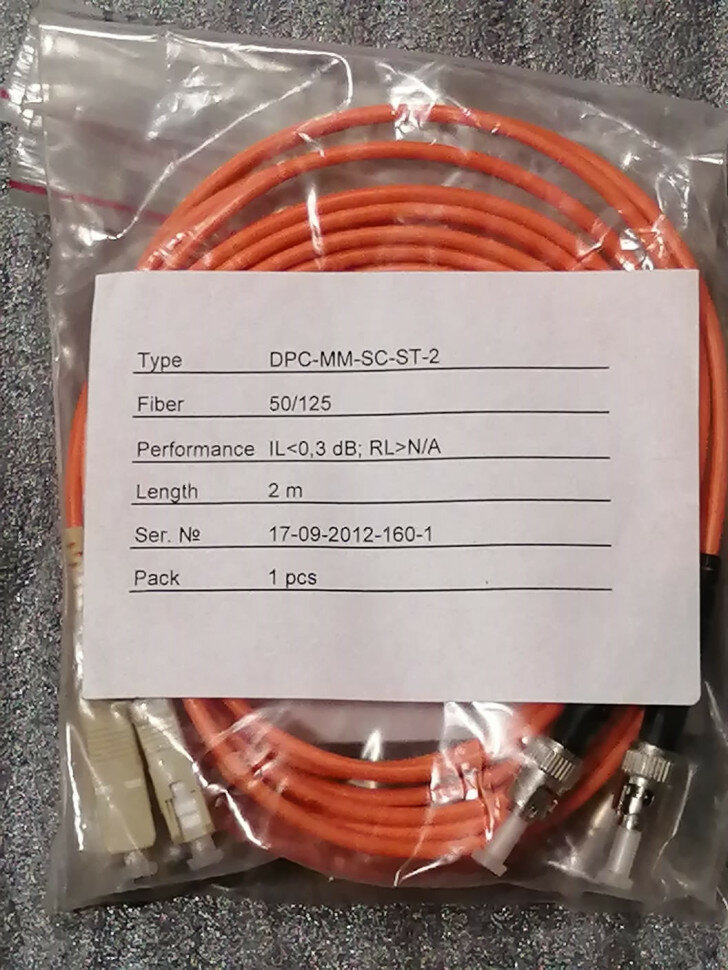 Type DPC-MM-SC-ST-2
Fiber 50/125
Performance IL<0,3 dB; RL>N/A
Length 2 m
Ser. № 17-09-2012-160-1
Pack 1 pcs